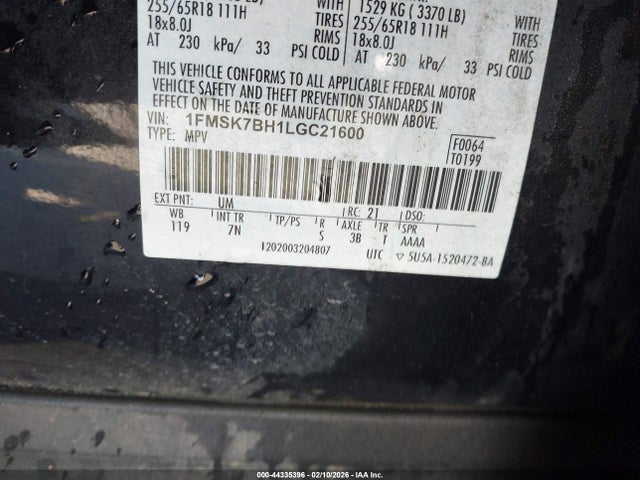 255/65R18 111H TIRES 255/65R18 111H TIRES
18x8.0J RIMS 18x8.0J RIMS
AT 230 kPa/ 33 PSI COLD AT 230 kPa/ 33 PSI COLD
1529 KG ( 3370 LB) WITH
THIS VEHICLE CONFORMS TO ALL APPLICABLE FEDERAL MOTOR
VEHICLE SAFETY AND THEFT PREVENTION STANDARDS IN
EFFECT ON THE DATE OF MANUFACTURE SHOWN ABOVE.
VIN: 1FMSK7BH1LGC21600
TYPE: MPV
F0064
T0199
EXT PNT: UM RC: 21 DSO:
WB INT TR TP/PS R AXLE TR SPR
119 7N S 3B T AAAA
1202003204807 UTC ▽ 5U5A-1520472-BA
000-44335396 - 02/10/2026 - IAA Inc.